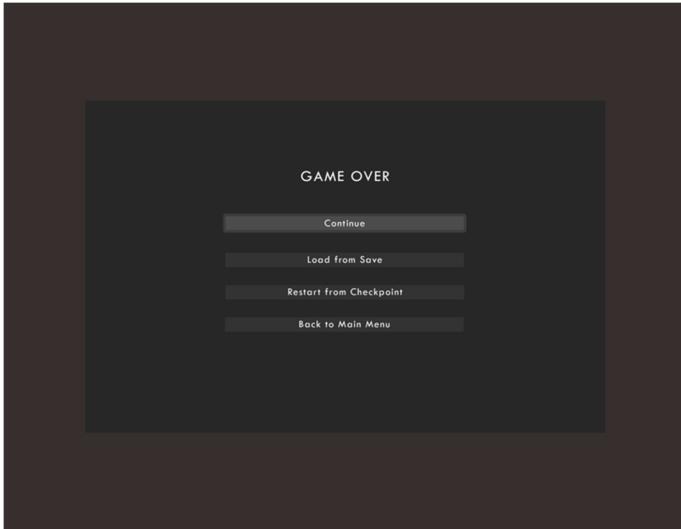 GAME OVER
Continue
Load from Save
Restart from Checkpoint
Back to Main Menu